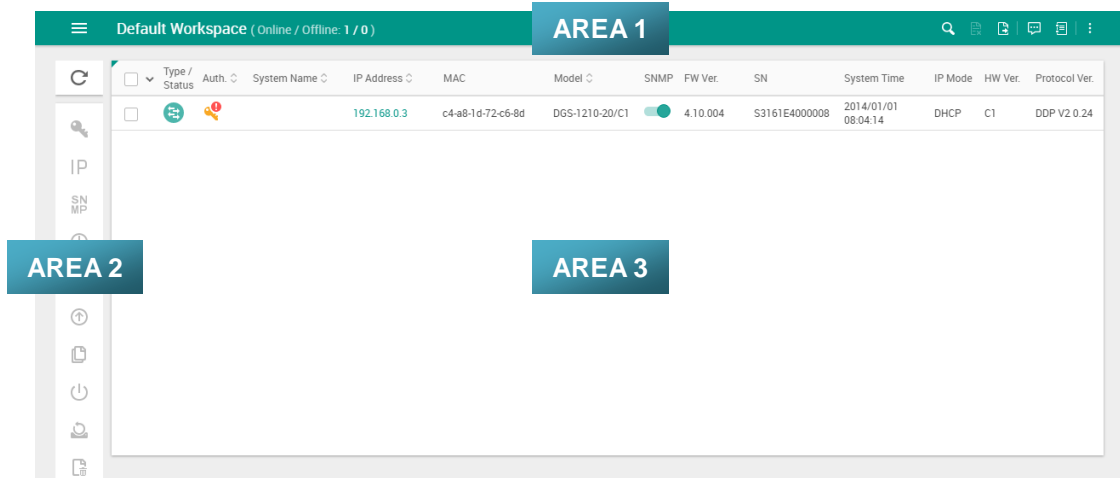 Default Workspace ( Online / Offline: 1 / 0 )
AREA 1
Type / Status Auth. System Name IP Address MAC Model SNMP FW Ver. SN System Time IP Mode HW Ver. Protocol Ver.
192.168.0.3 c4-a8-1d-72-c6-8d DGS-1210-20/C1 4.10.004 S3161E4000008 2014/01/01 08:04:14 DHCP C1 DDP V2 0.24
IP
SN
MP
AREA 2
AREA 3